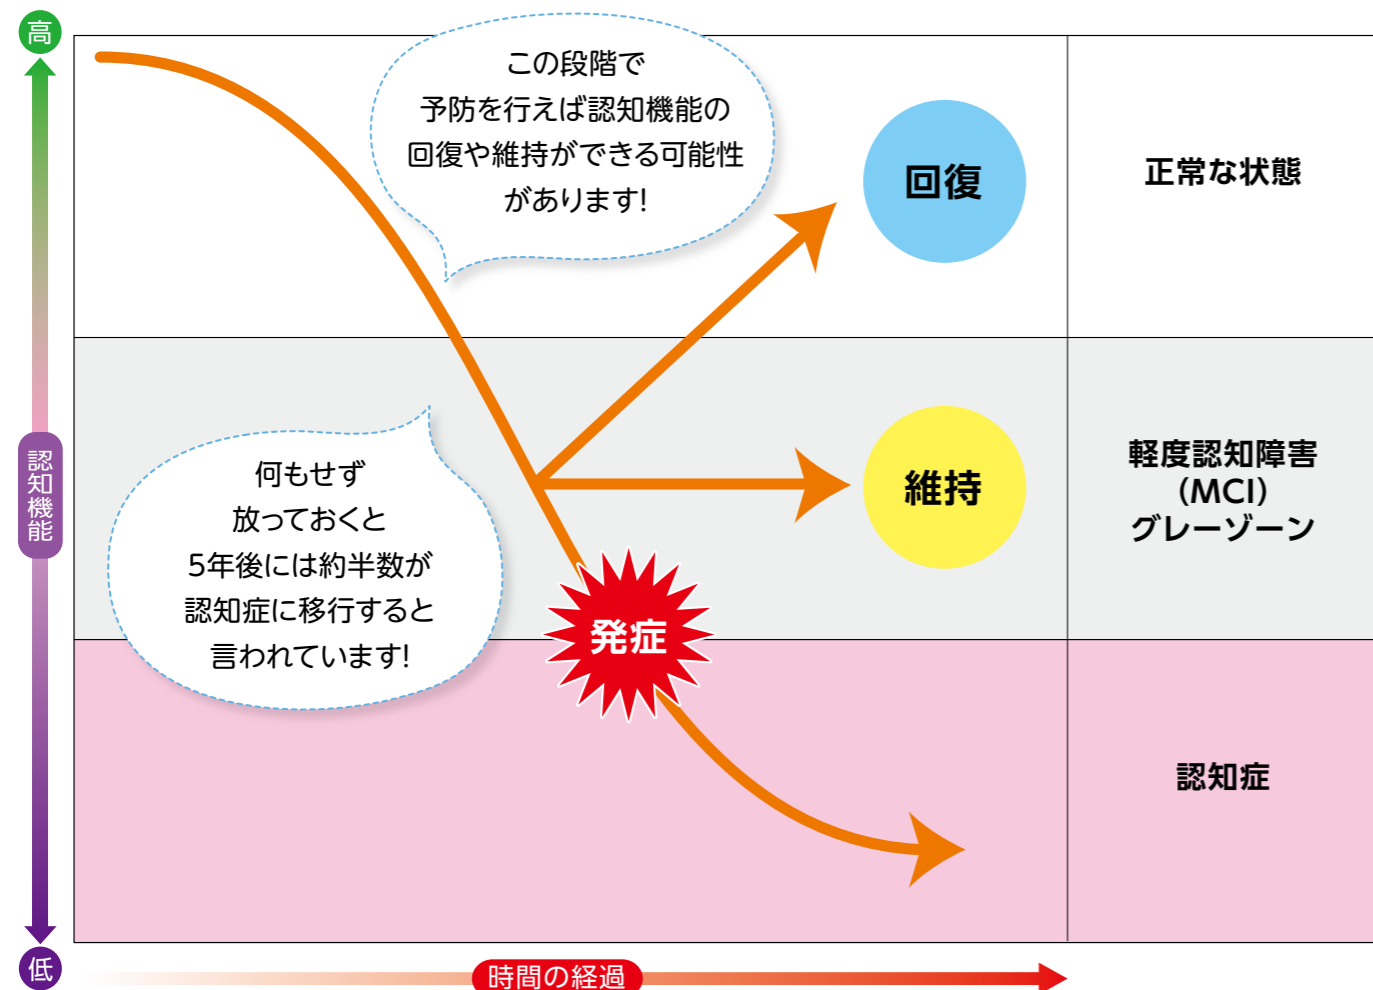 高
この段階で
予防を行えば認知機能の
回復や維持ができる可能性
があります!
回復
正常な状態
認知機能
何もせず
放っておくと
5年後には約半数が
認知症に移行すると
言われています!
維持
軽度認知障害
(MCI)
グレーゾーン
発症
認知症
低
時間の経過